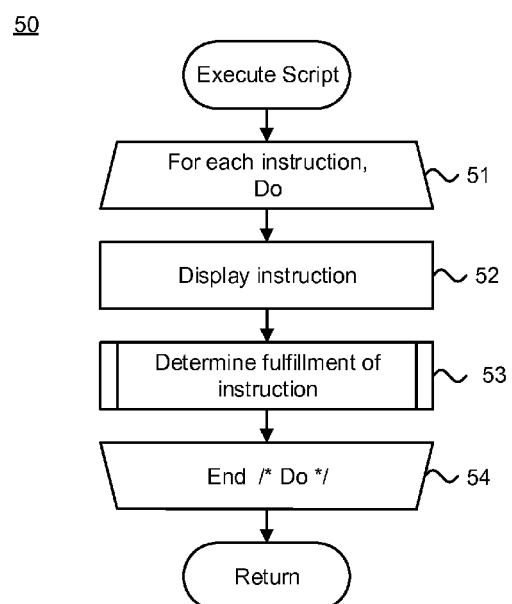 50
Execute Script
For each instruction,
Do
51
Display instruction
52
Determine fulfillment of
instruction
53
End /* Do */
54
Return